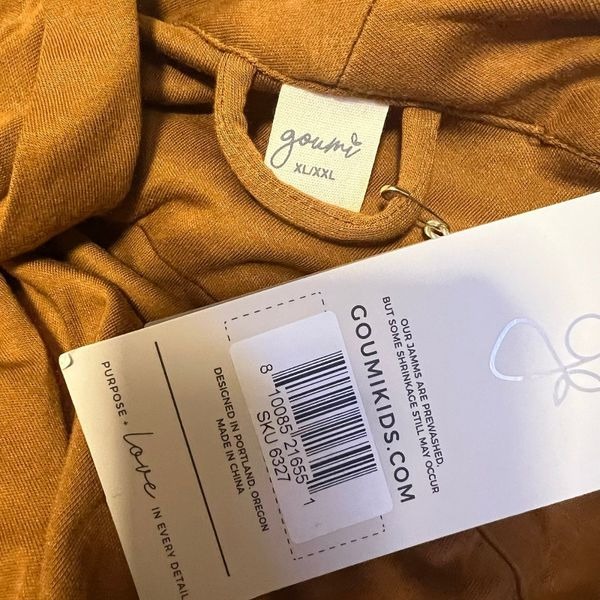 goumi
XL/XXL
OUR JAMMS ARE PREWASHED,
BUT SOME SHRINKAGE STILL MAY OCCUR
GOUMIKIDS.COM
8 10085 21655 1
SKU 6327
DESIGNED IN PORTLAND, OREGON
MADE IN CHINA
PURPOSE + love IN EVERY DETAIL